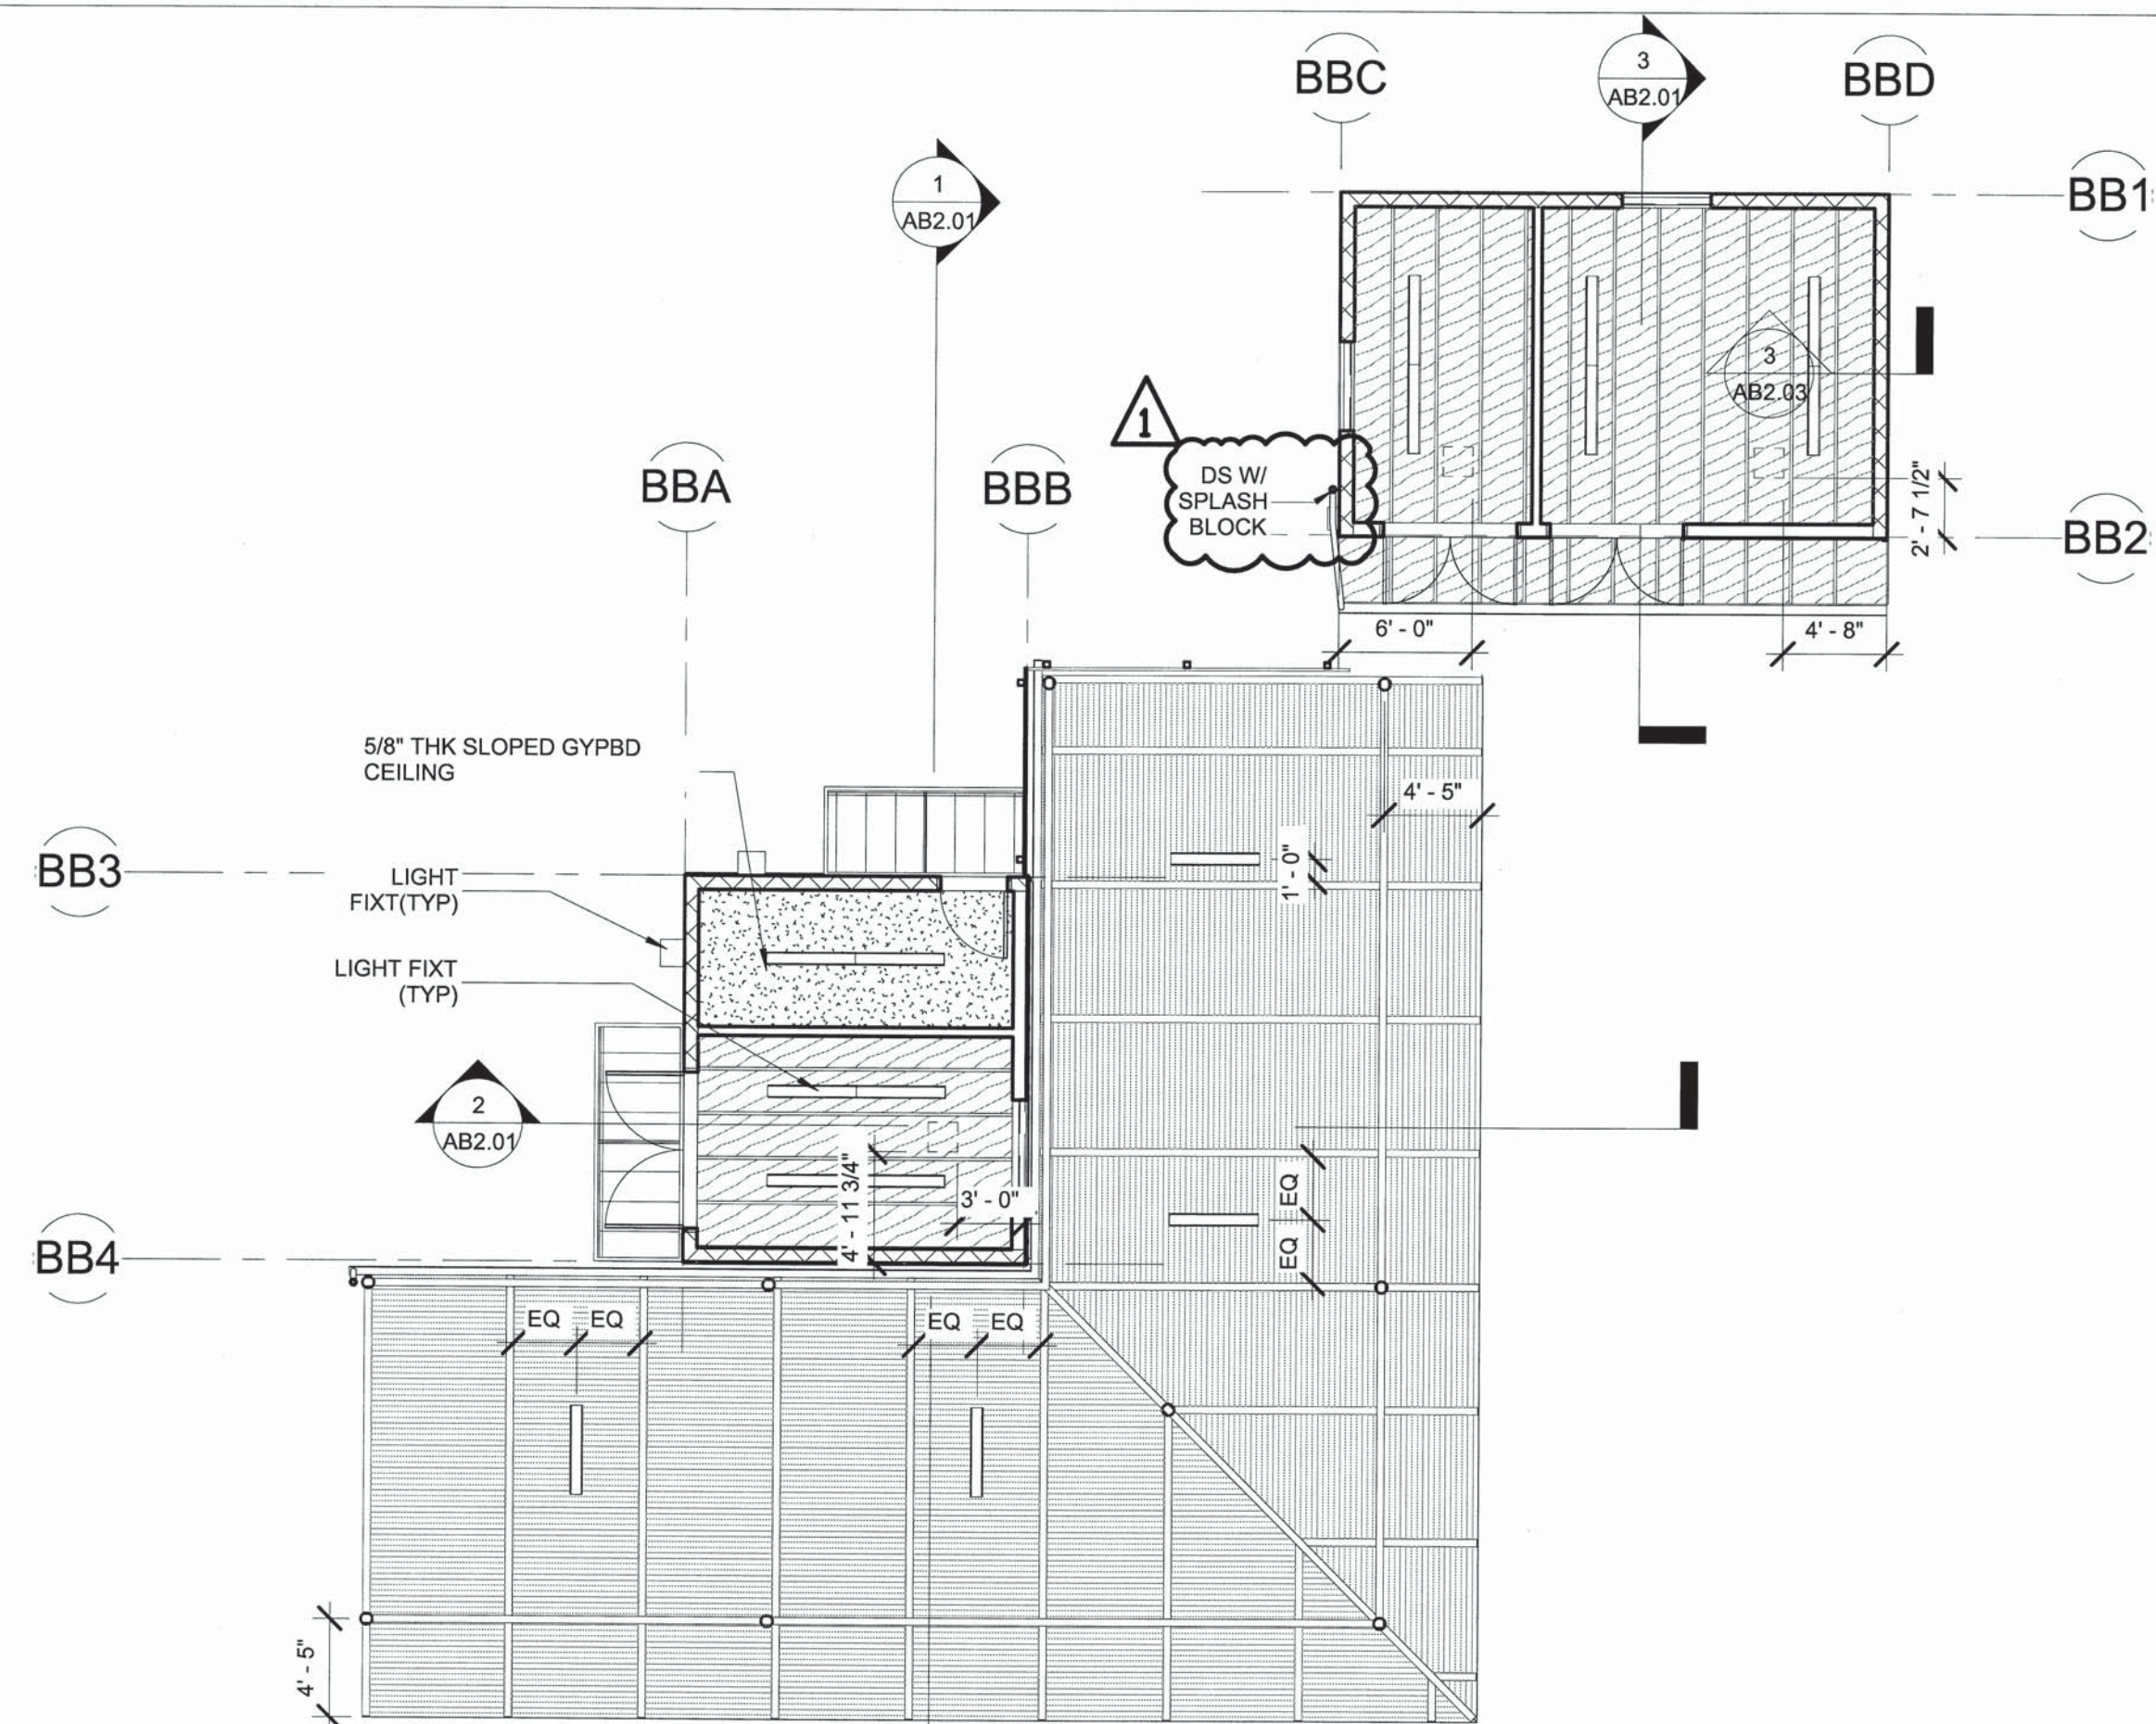 BBC
3
AB2.01
BBD
1
AB2.01
BB1
3
AB2.03
1
BBA
BBB
DS W/
SPLASH
BLOCK
2' - 7 1/2"
BB2
6' - 0"
4' - 8"
5/8" THK SLOPED GYPBD
CEILING
4' - 5"
BB3
LIGHT
FIXT(TYP)
1' - 0"
LIGHT FIXT
(TYP)
2
AB2.01
4' - 11 3/4"
3' - 0"
EQ
EQ
BB4
EQ
EQ
EQ
EQ
4' - 5"